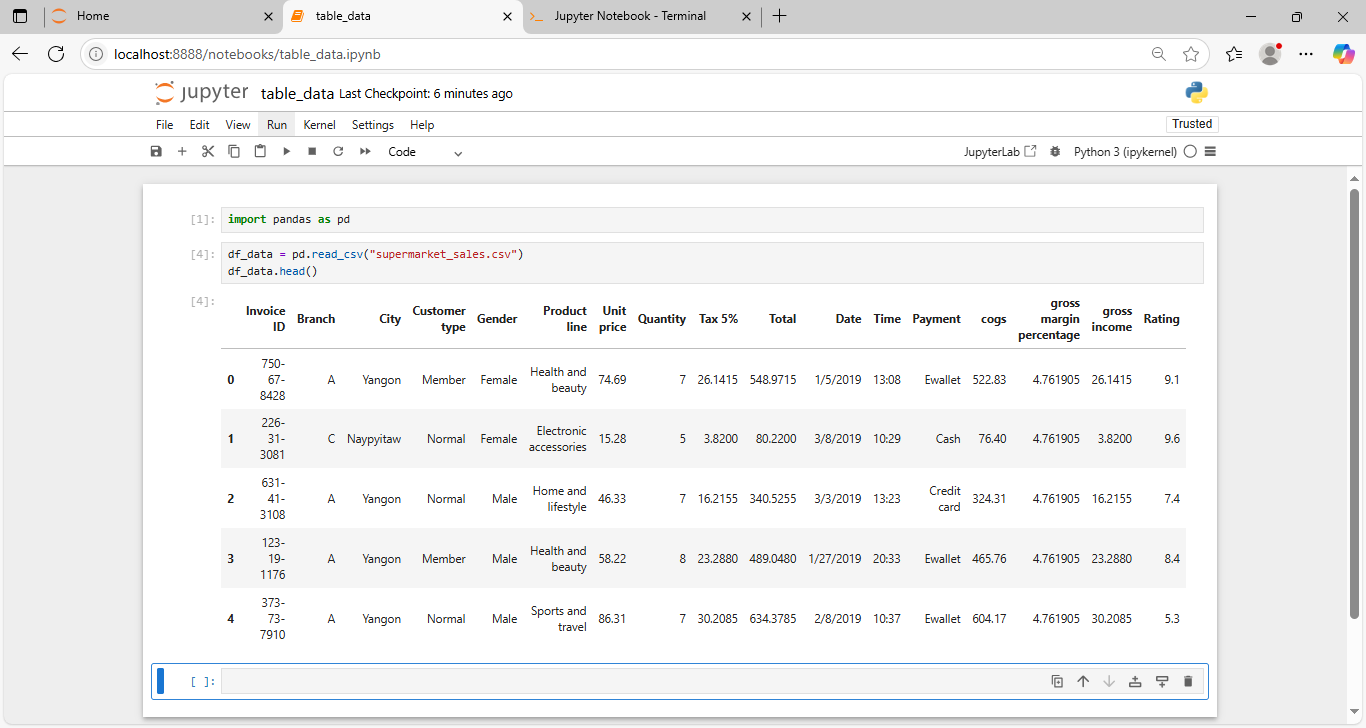 Home
table_data
Jupyter Notebook - Terminal
localhost:8888/notebooks/table_data.ipynb
jupyter table_data Last Checkpoint: 6 minutes ago
File Edit View Run Kernel Settings Help
Trusted
Code
JupyterLab
Python 3 (ipykernel)
[1]: import pandas as pd
[4]: df_data = pd.read_csv("supermarket_sales.csv")
df_data.head()
[4]:
Invoice ID Branch City Customer type Gender Product line Unit price Quantity Tax 5% Total Date Time Payment cogs gross margin percentage gross income Rating
0 750-67-8428 A Yangon Member Female Health and beauty 74.69 7 26.1415 548.9715 1/5/2019 13:08 Ewallet 522.83 4.761905 26.1415 9.1
1 226-31-3081 C Naypyitaw Normal Female Electronic accessories 15.28 5 3.8200 80.2200 3/8/2019 10:29 Cash 76.40 4.761905 3.8200 9.6
2 631-41-3108 A Yangon Normal Male Home and lifestyle 46.33 7 16.2155 340.5255 3/3/2019 13:23 Credit card 324.31 4.761905 16.2155 7.4
3 123-19-1176 A Yangon Member Male Health and beauty 58.22 8 23.2880 489.0480 1/27/2019 20:33 Ewallet 465.76 4.761905 23.2880 8.4
4 373-73-7910 A Yangon Normal Male Sports and travel 86.31 7 30.2085 634.3785 2/8/2019 10:37 Ewallet 604.17 4.761905 30.2085 5.3
[ ]: